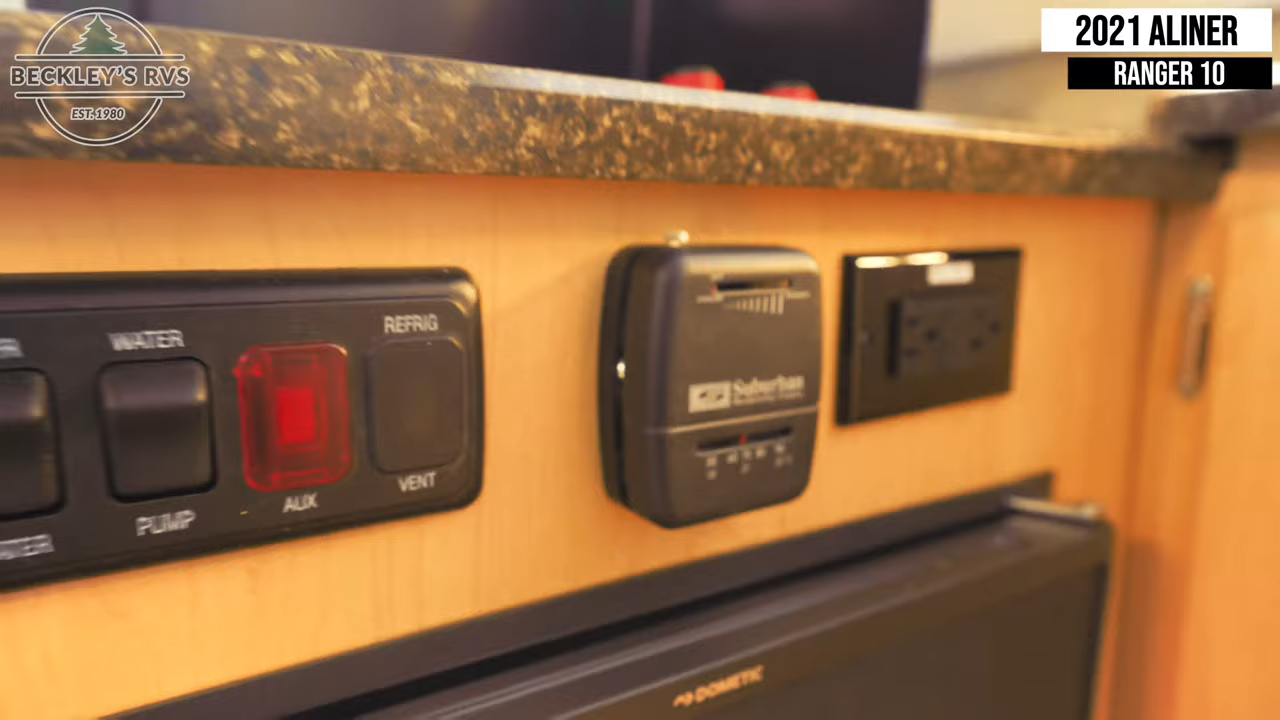 BECKLEY'S RVS
EST. 1980
2021 ALINER
RANGER 10
WATER
PUMP
AUX
REFRIG
VENT
Suburban
DOMETIC